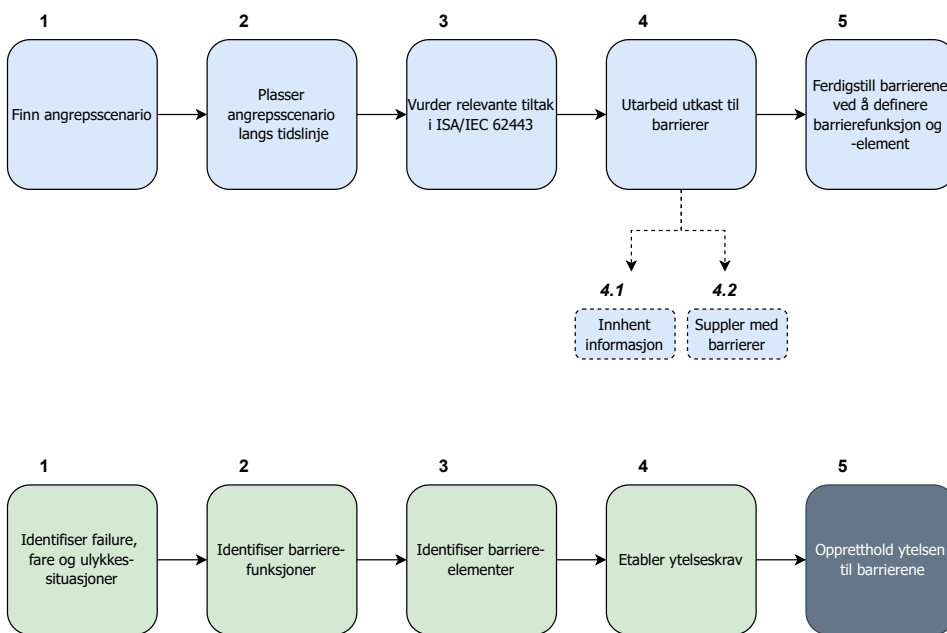 1
2
3
4
5
Finn angrepsscenario
Plasser
angrepsscenario
langs tidslinje
Vurder relevante tiltak
i ISA/IEC 62443
Utarbeid utkast til
barrierer
Ferdigstill barrierene
ved å definere
barrierefunksjon og
-element
4.1
4.2
Innhent
informasjon
Suppler med
barrierer
1
2
3
4
5
Identifiser failure,
fare og ulykkes-
situasjoner
Identifiser barriere-
funksjoner
Identifiser barriere-
elementer
Etabler ytelseskrav
Oppretthold ytelsen
til barrierene